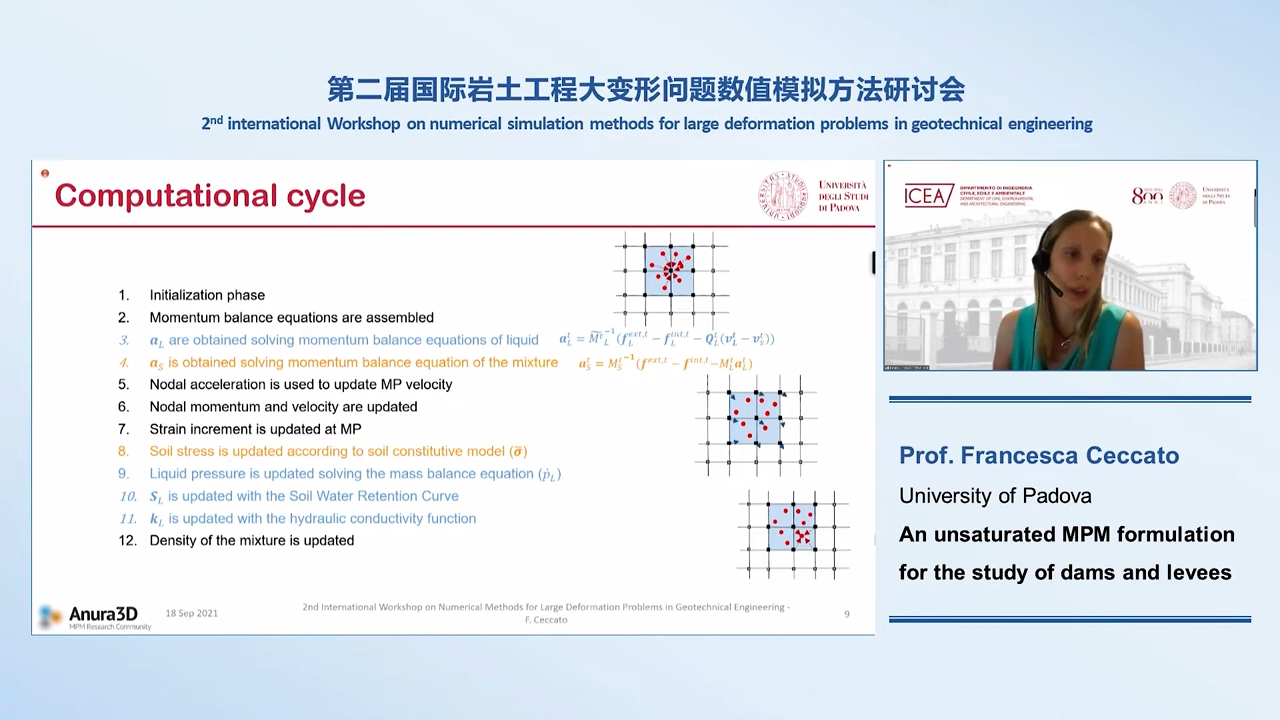 第二届国际岩土工程大变形问题数值模拟方法研讨会
2nd international Workshop on numerical simulation methods for large deformation problems in geotechnical engineering
Computational cycle
UNIVERSITÀ
DEGLI STUDI
DI PADOVA
1. Initialization phase
2. Momentum balance equations are assembled
3. a_L are obtained solving momentum balance equations of liquid
4. a_S is obtained solving momentum balance equation of the mixture
5. Nodal acceleration is used to update MP velocity
6. Nodal momentum and velocity are updated
7. Strain increment is updated at MP
8. Soil stress is updated according to soil constitutive model (σ̃)
9. Liquid pressure is updated solving the mass balance equation (ṗ_L)
10. S_L is updated with the Soil Water Retention Curve
11. k_L is updated with the hydraulic conductivity function
12. Density of the mixture is updated
Anura3D
MPM Research Community
18 Sep 2021
2nd International Workshop on Numerical Methods for Large Deformation Problems in Geotechnical Engineering -
F. Ceccato
9
ICEA
DIPARTIMENTO DI INGEGNERIA
CIVILE, EDILE E AMBIENTALE
DEPARTMENT OF CIVIL, ENVIRONMENTAL
AND ARCHITECTURAL ENGINEERING
800
ANNI
UNIVERSITÀ
DEGLI STUDI
DI PADOVA
Prof. Francesca Ceccato
University of Padova
An unsaturated MPM formulation
for the study of dams and levees